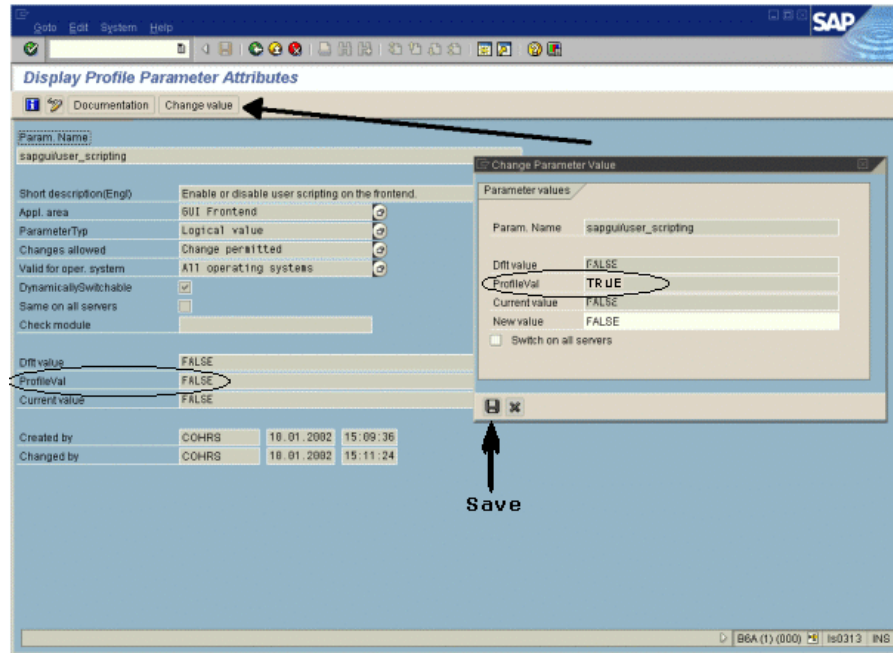 Goto Edit System Help
SAP
Display Profile Parameter Attributes
Documentation Change value
Param. Name
sapgui/user_scripting
Short description(Engl) Enable or disable user scripting on the frontend.
Appl. area GUI Frontend
ParameterTyp Logical value
Changes allowed Change permitted
Valid for oper. system All operating systems
DynamicallySwitchable
Same on all servers
Check module
Dflt value FALSE
ProfileVal FALSE
Current value FALSE
Created by COHRS 18.01.2002 15:09:36
Changed by COHRS 18.01.2002 15:11:24
Change Parameter Value
Parameter values
Param. Name sapgui/user_scripting
Dflt value FALSE
ProfileVal TRUE
Current value FALSE
New value FALSE
Switch on all servers
Save
B6A (1) (000) ls0313 INS